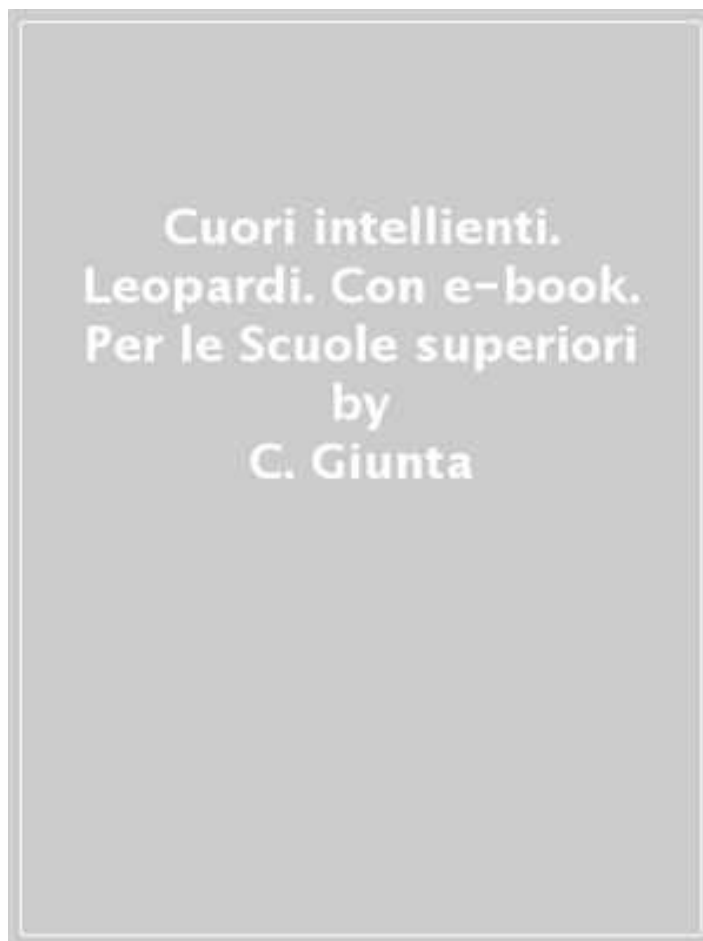 Cuori intellienti.
Leopardi. Con e-book.
Per le Scuole superiori
by
C. Giunta